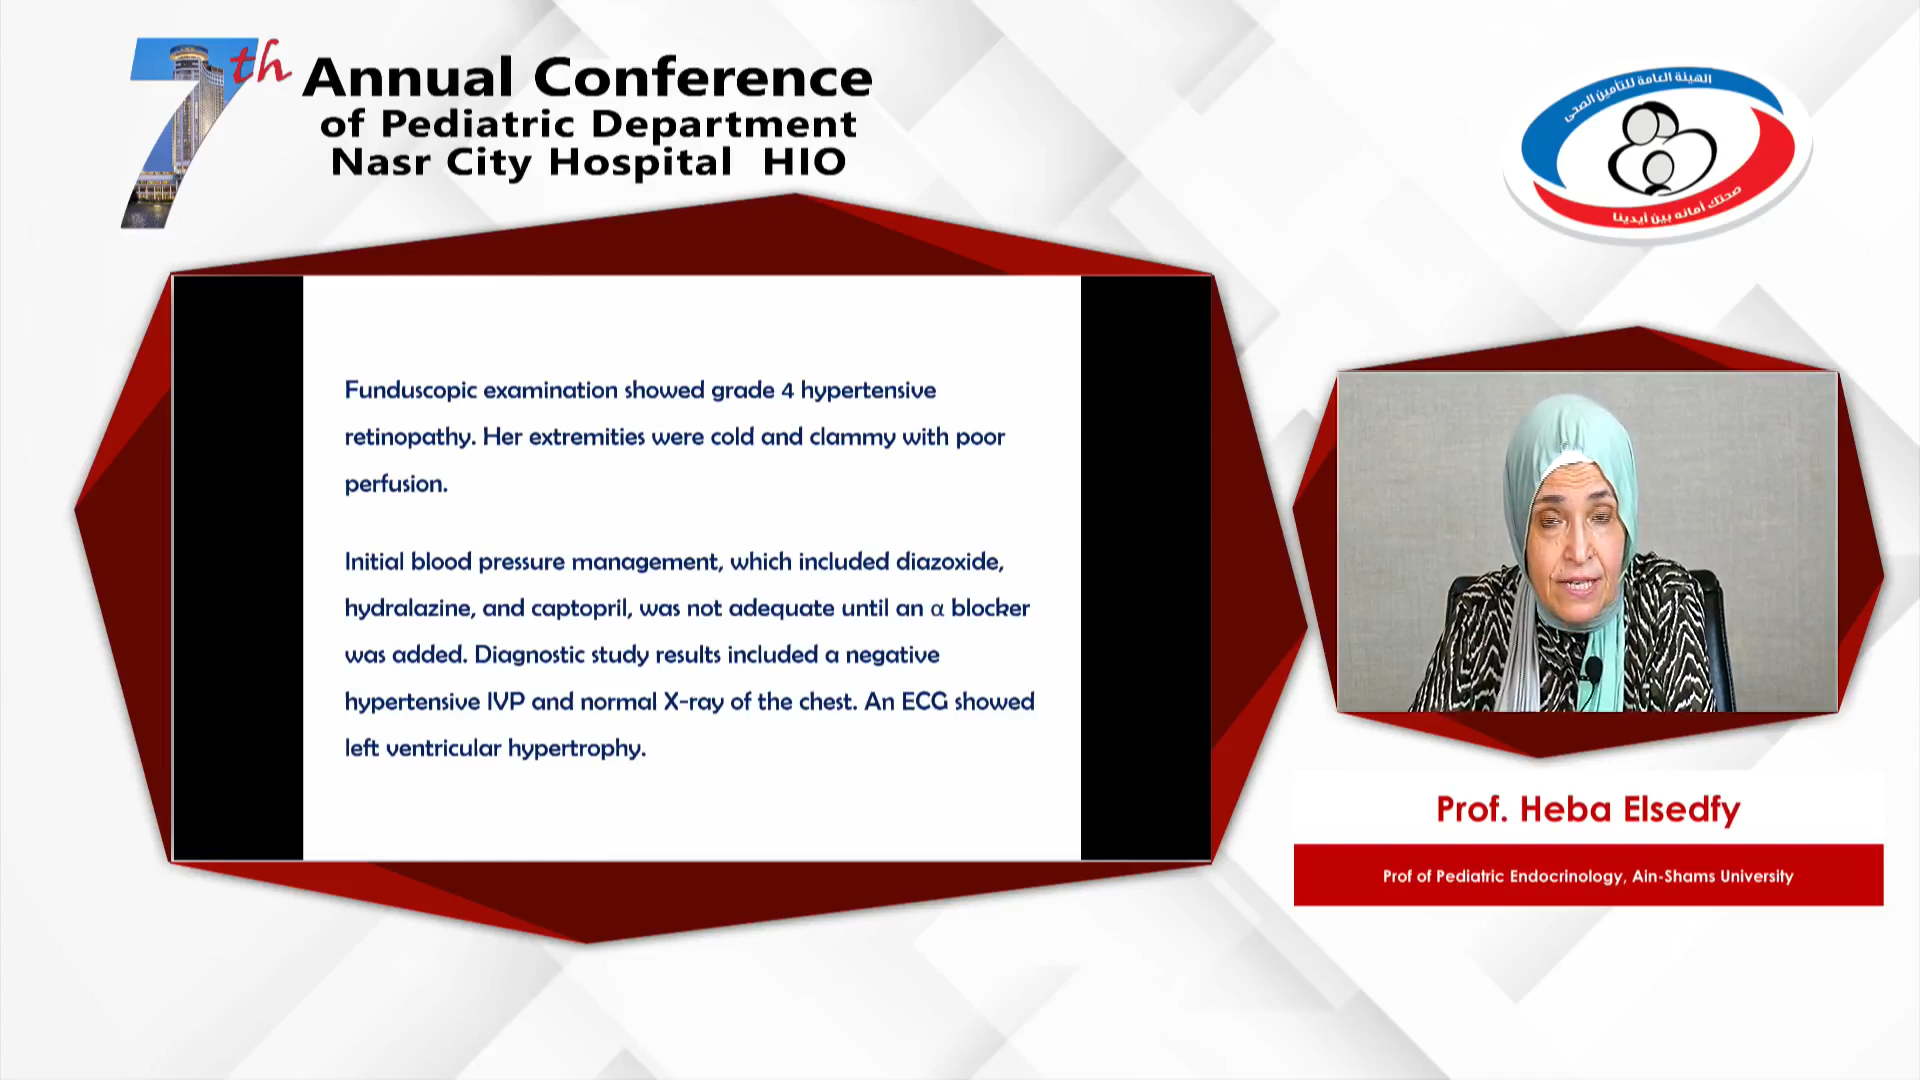 7th Annual Conference
of Pediatric Department
Nasr City Hospital HIO
الهيئة العامة للتأمين الصحى
صحتك أمانه بين أيدينا
Funduscopic examination showed grade 4 hypertensive
retinopathy. Her extremities were cold and clammy with poor
perfusion.
Initial blood pressure management, which included diazoxide,
hydralazine, and captopril, was not adequate until an α blocker
was added. Diagnostic study results included a negative
hypertensive IVP and normal X-ray of the chest. An ECG showed
left ventricular hypertrophy.
Prof. Heba Elsedfy
Prof of Pediatric Endocrinology, Ain-Shams University